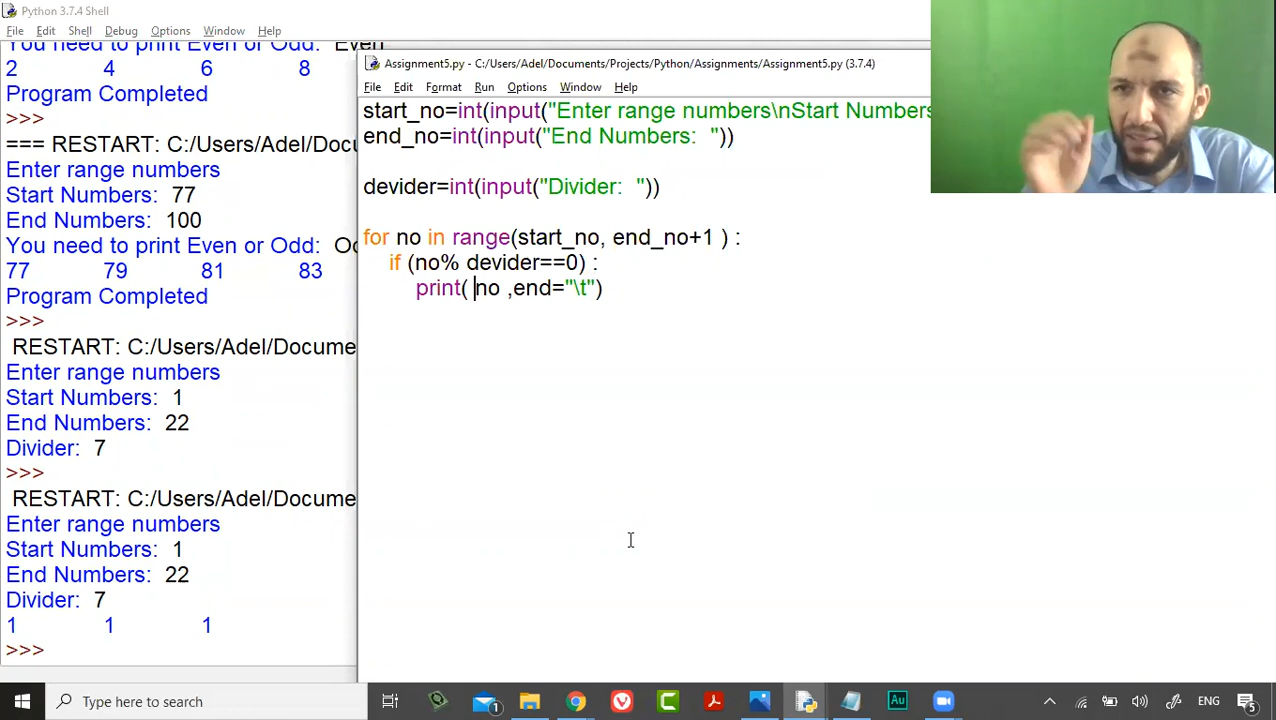 Python 3.7.4 Shell
File Edit Shell Debug Options Window Help
You need to print Even or Odd: Even
2 4 6 8
Program Completed
>>>
=== RESTART: C:/Users/Adel/Docu
Enter range numbers
Start Numbers: 77
End Numbers: 100
You need to print Even or Odd:
77 79 81 83
>>>
RESTART: C:/Users/Adel/Docume
Enter range numbers
Start Numbers: 1
End Numbers: 22
Divider: 7
>>>
RESTART: C:/Users/Adel/Docume
Enter range numbers
Start Numbers: 1
End Numbers: 22
Divider: 7
1 1 1
>>>
Assignment5.py - C:/Users/Adel/Documents/Projects/Python/Assignments/Assignment5.py (3.7.4)
File Edit Format Run Options Window Help
start_no=int(input("Enter range numbers\nStart Numbers
end_no=int(input("End Numbers: "))
devider=int(input("Divider: "))
for no in range(start_no, end_no+1 ) :
if (no% devider==0) :
print( no ,end="\t")
Type here to search
1
Au
ENG
5